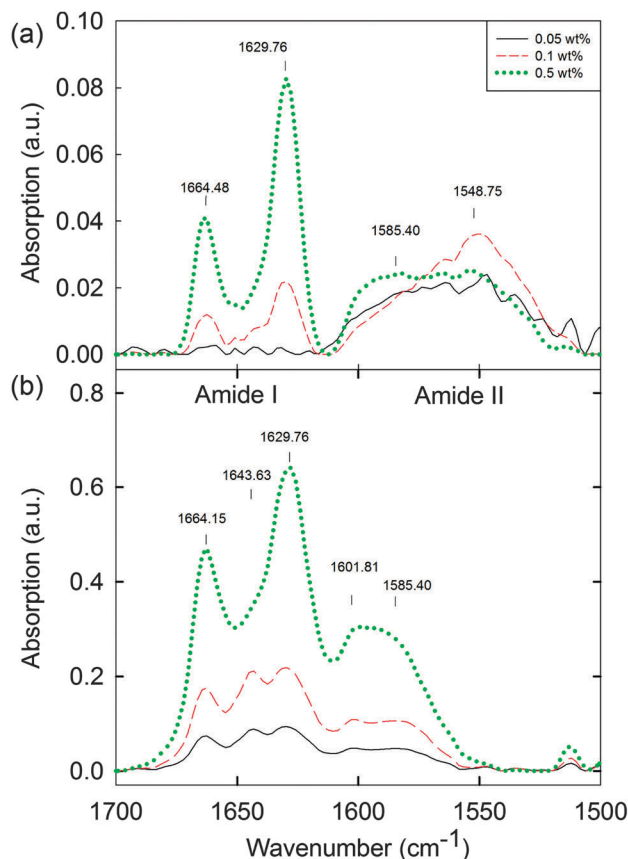 (a)
0.05 wt%
0.1 wt%
0.5 wt%
1629.76
1664.48
1585.40
1548.75
0.10
0.08
0.06
0.04
0.02
0.00
Absorption (a.u.)
Amide I
Amide II
(b)
1629.76
1643.63
1664.15
1601.81
1585.40
0.8
0.6
0.4
0.2
0.0
Absorption (a.u.)
1700
1650
1600
1550
1500
Wavenumber (cm⁻¹)